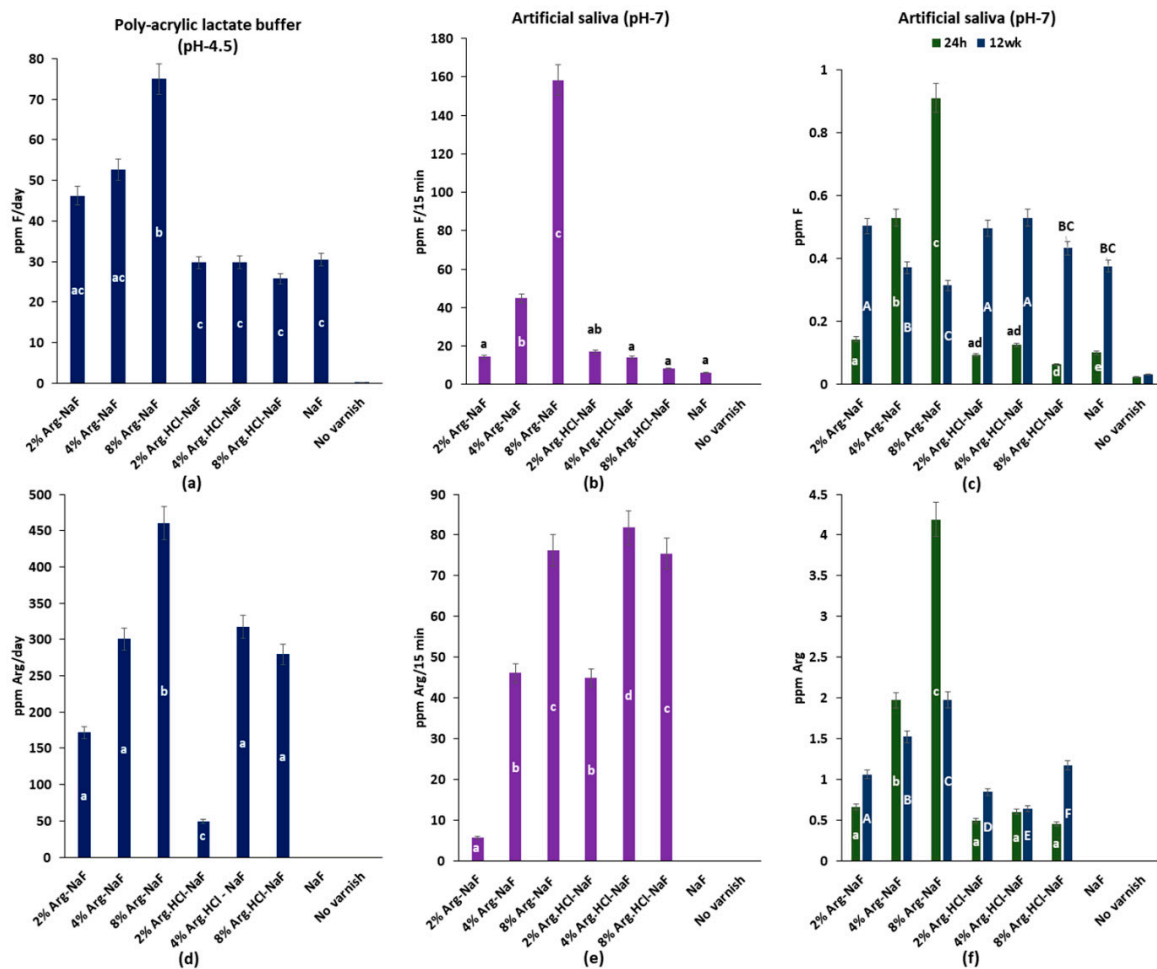 Poly-acrylic lactate buffer
(pH-4.5)
80
70
60
50
40
30
20
10
0
ppm F/day
ac
ac
b
c
c
c
c
2% Arg-NaF
4% Arg-NaF
8% Arg-NaF
2% Arg.HCl-NaF
4% Arg.HCl-NaF
8% Arg.HCl-NaF
NaF
No varnish
(a)
Artificial saliva (pH-7)
180
160
140
120
100
80
60
40
20
0
ppm F/15 min
a
b
c
ab
a
a
a
2% Arg-NaF
4% Arg-NaF
8% Arg-NaF
2% Arg.HCl-NaF
4% Arg.HCl-NaF
8% Arg.HCl-NaF
NaF
No varnish
(b)
Artificial saliva (pH-7)
24h 12wk
1
0.8
0.6
0.4
0.2
0
ppm F
a
A
b
B
c
C
ad
A
ad
A
d
BC
e
BC
2% Arg-NaF
4% Arg-NaF
8% Arg-NaF
2% Arg.HCl-NaF
4% Arg.HCl-NaF
8% Arg.HCl-NaF
NaF
No varnish
(c)
500
450
400
350
300
250
200
150
100
50
0
ppm Arg/day
a
a
b
c
a
a
2% Arg-NaF
4% Arg-NaF
8% Arg-NaF
2% Arg.HCl-NaF
4% Arg.HCl - NaF
8% Arg.HCl-NaF
NaF
No varnish
(d)
90
80
70
60
50
40
30
20
10
0
ppm Arg/15 min
a
b
c
b
d
c
2% Arg-NaF
4% Arg-NaF
8% Arg-NaF
2% Arg.HCl-NaF
4% Arg.HCl-NaF
8% Arg.HCl-NaF
NaF
No varnish
(e)
4.5
4
3.5
3
2.5
2
1.5
1
0.5
0
ppm Arg
a
A
b
B
c
C
a
D
a
E
a
F
2% Arg-NaF
4% Arg-NaF
8% Arg-NaF
2% Arg.HCl-NaF
4% Arg.HCl-NaF
8% Arg.HCl-NaF
NaF
No varnish
(f)